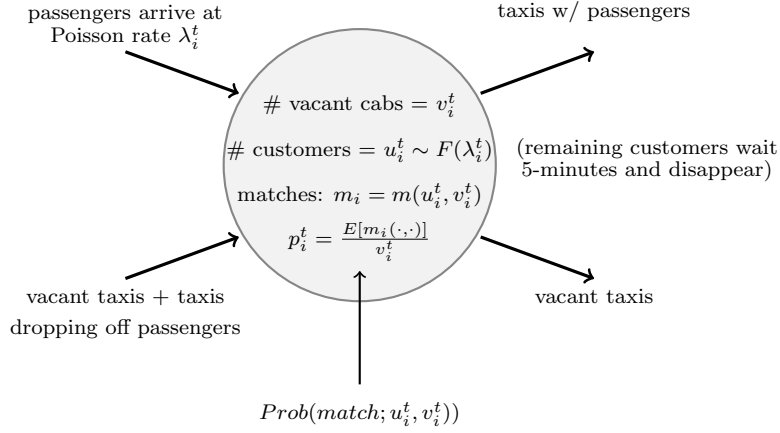 passengers arrive at
Poisson rate λ_i^t
taxis w/ passengers
# vacant cabs = v_i^t
# customers = u_i^t ∼ F(λ_i^t)
matches: m_i = m(u_i^t, v_i^t)
p_i^t = E[m_i(·,·)] / v_i^t
(remaining customers wait
5-minutes and disappear)
vacant taxis + taxis
dropping off passengers
vacant taxis
Prob(match; u_i^t, v_i^t))